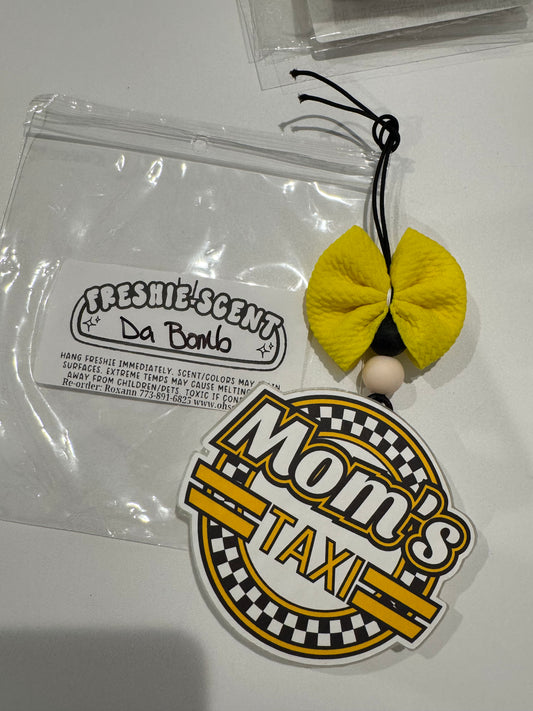 FRESHIE SCENT
Da Bomb
HANG FRESHIE IMMEDIATELY. SCENT/COLORS MAY
SURFACES. EXTREME TEMPS MAY CAUSE MELTING
AWAY FROM CHILDREN/PETS. TOXIC IF
Re-order: Roxann 773-891-6825
Mom's
TAXI